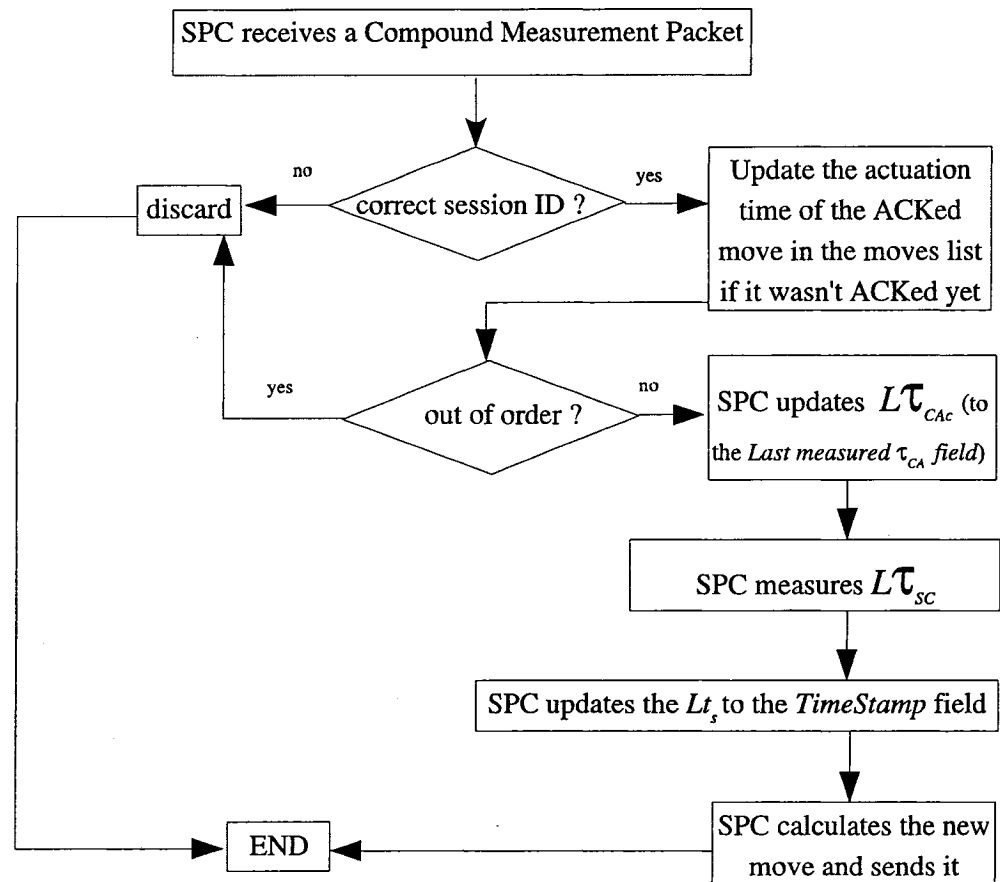 SPC receives a Compound Measurement Packet
no
yes
correct session ID ?
discard
Update the actuation
time of the ACKed
move in the moves list
if it wasn't ACKed yet
yes
no
out of order ?
SPC updates Lτ_CAc (to
the Last measured τ_CA field)
SPC measures Lτ_SC
SPC updates the Lt_s to the TimeStamp field
SPC calculates the new
move and sends it
END